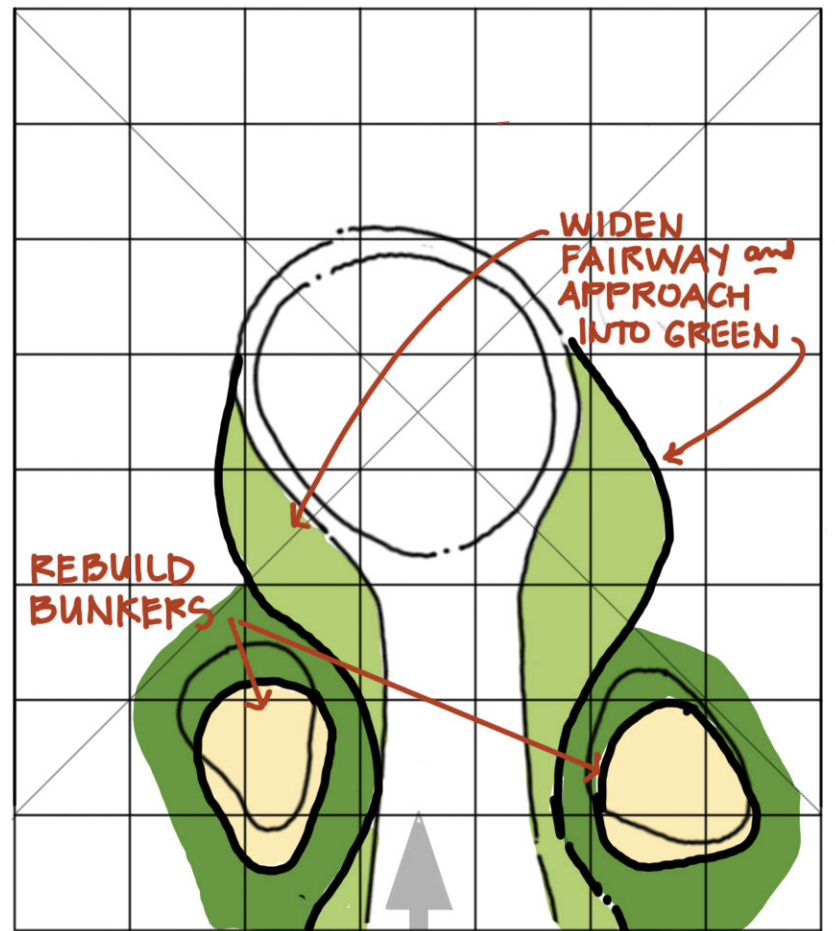 WIDEN
FAIRWAY and
APPROACH
INTO GREEN
REBUILD
BUNKERS